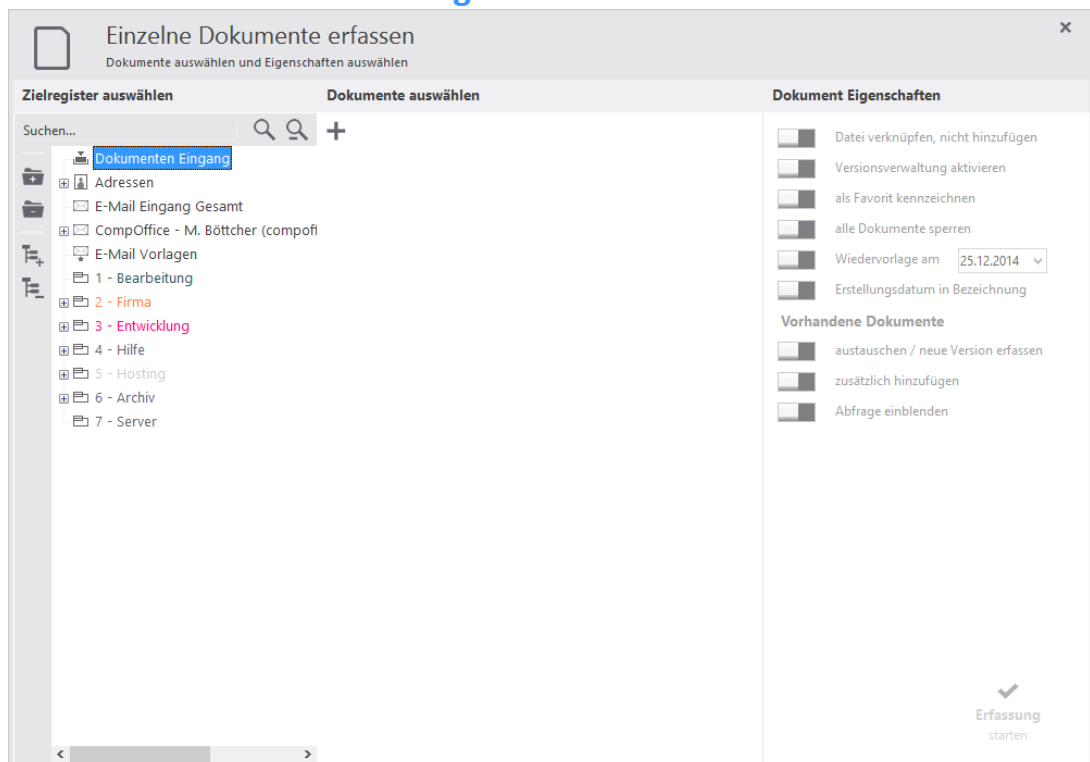 Einzelne Dokumente erfassen
Dokumente auswählen und Eigenschaften auswählen
Zielregister auswählen
Suchen...
Dokumenten Eingang
Adressen
E-Mail Eingang Gesamt
CompOffice - M. Böttcher (compoff
E-Mail Vorlagen
1 - Bearbeitung
2 - Firma
3 - Entwicklung
4 - Hilfe
5 - Hosting
6 - Archiv
7 - Server
Dokumente auswählen
Dokument Eigenschaften
Datei verknüpfen, nicht hinzufügen
Versionsverwaltung aktivieren
als Favorit kennzeichnen
alle Dokumente sperren
Wiedervorlage am 25.12.2014
Erstellungsdatum in Bezeichnung
Vorhandene Dokumente
austauschen / neue Version erfassen
zusätzlich hinzufügen
Abfrage einblenden
Erfassung
starten